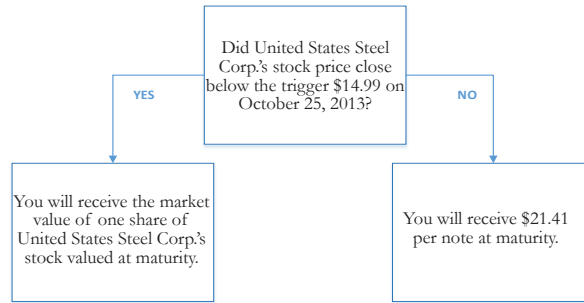 Did United States Steel
Corp.'s stock price close
below the trigger $14.99 on
October 25, 2013?
YES
NO
You will receive the market
value of one share of
United States Steel Corp.'s
stock valued at maturity.
You will receive $21.41
per note at maturity.